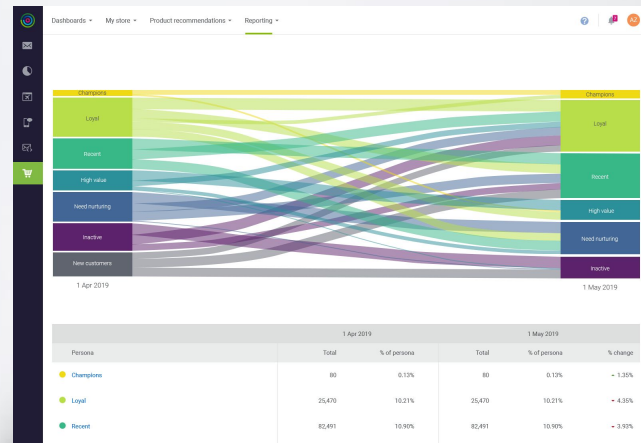 Dashboards My store Product recommendations Reporting
AZ
Champions Champions
Loyal Loyal
Recent Recent
High value High value
Need nurturing Need nurturing
Inactive Inactive
New customers
1 Apr 2019 1 May 2019
1 Apr 2019 1 May 2019
Persona Total % of persona Total % of persona % change
Champions 80 0.13% 80 0.13% 1.35%
Loyal 25,470 10.21% 25,470 10.21% 4.35%
Recent 82,491 10.90% 82,491 10.90% 3.93%